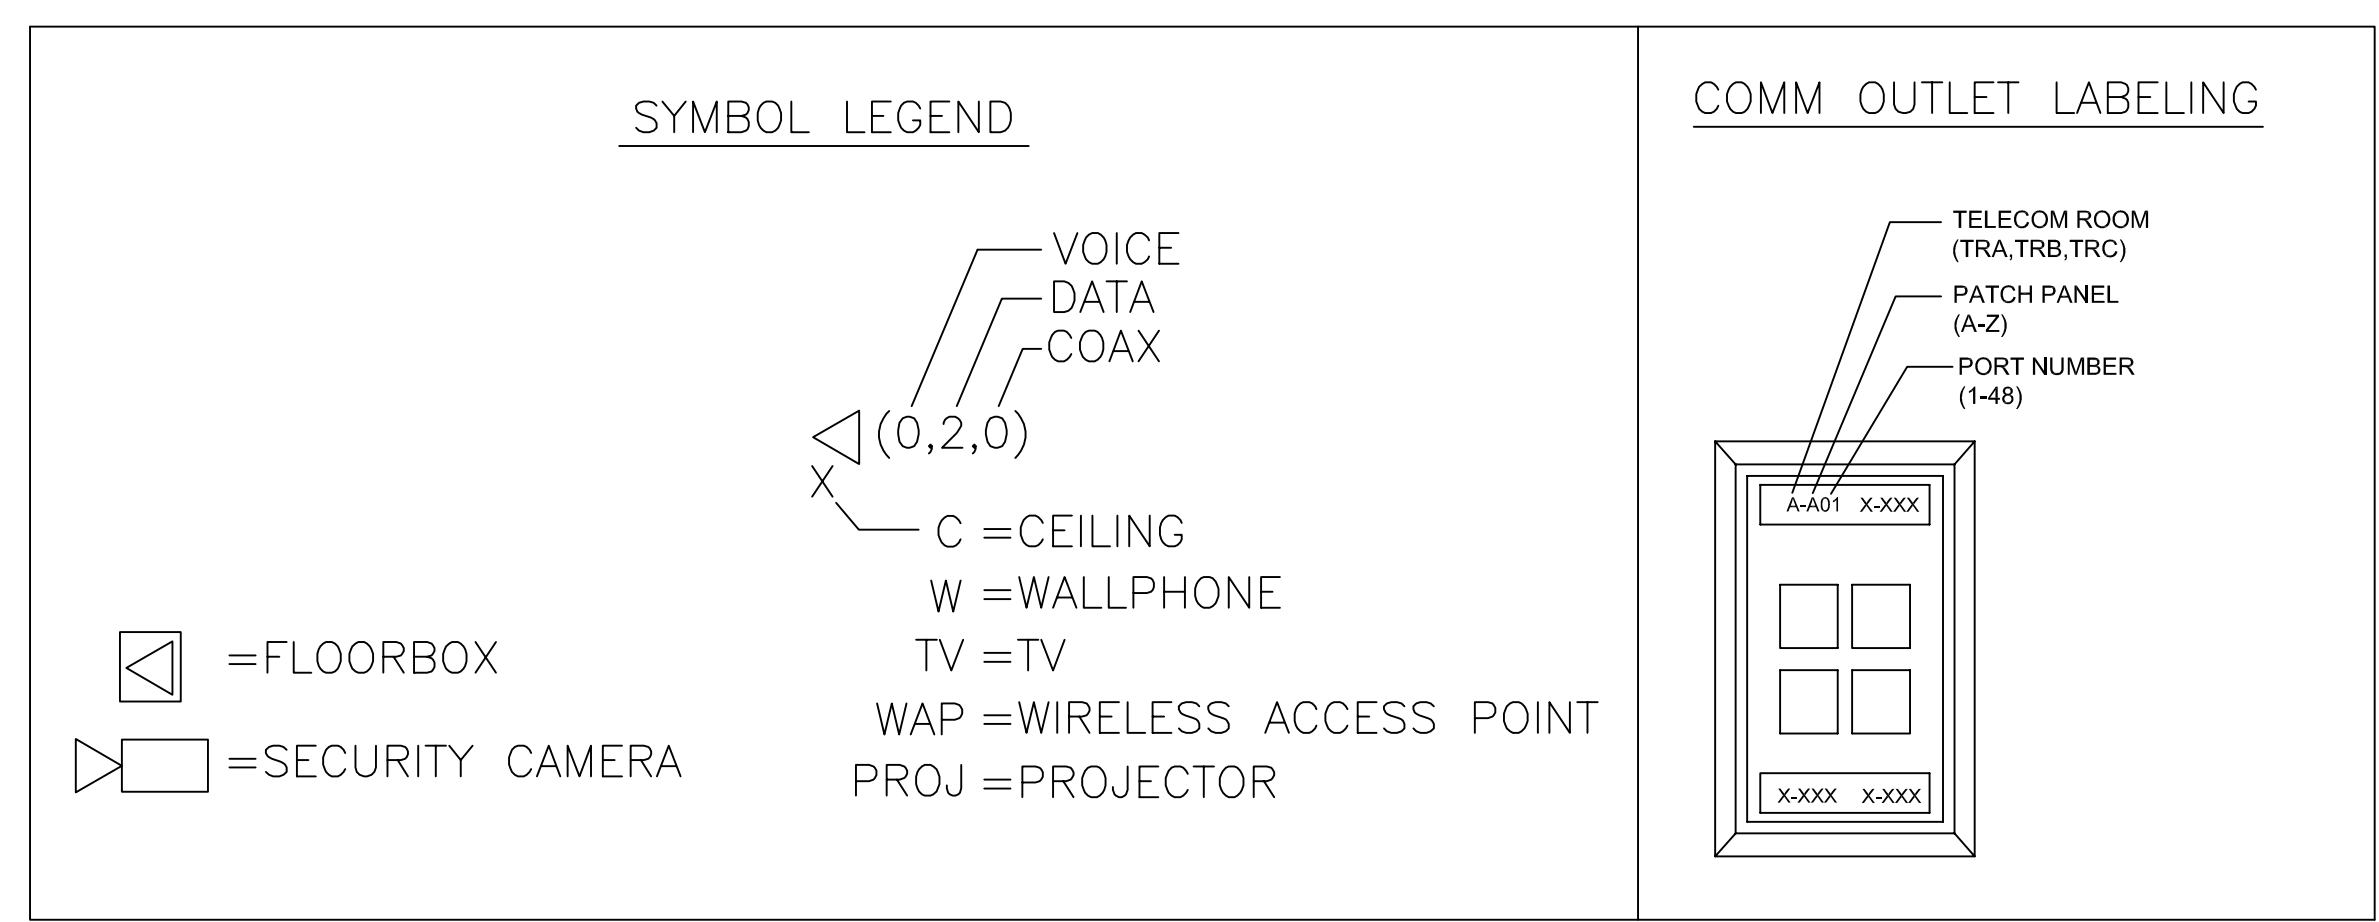 SYMBOL LEGEND
VOICE
DATA
COAX
(0,2,0)
X
C =CEILING
W =WALLPHONE
TV =TV
WAP =WIRELESS ACCESS POINT
PROJ =PROJECTOR
=FLOORBOX
=SECURITY CAMERA
COMM OUTLET LABELING
TELECOM ROOM
(TRA,TRB,TRC)
PATCH PANEL
(A-Z)
PORT NUMBER
(1-48)
A-A01 X-XXX
X-XXX X-XXX